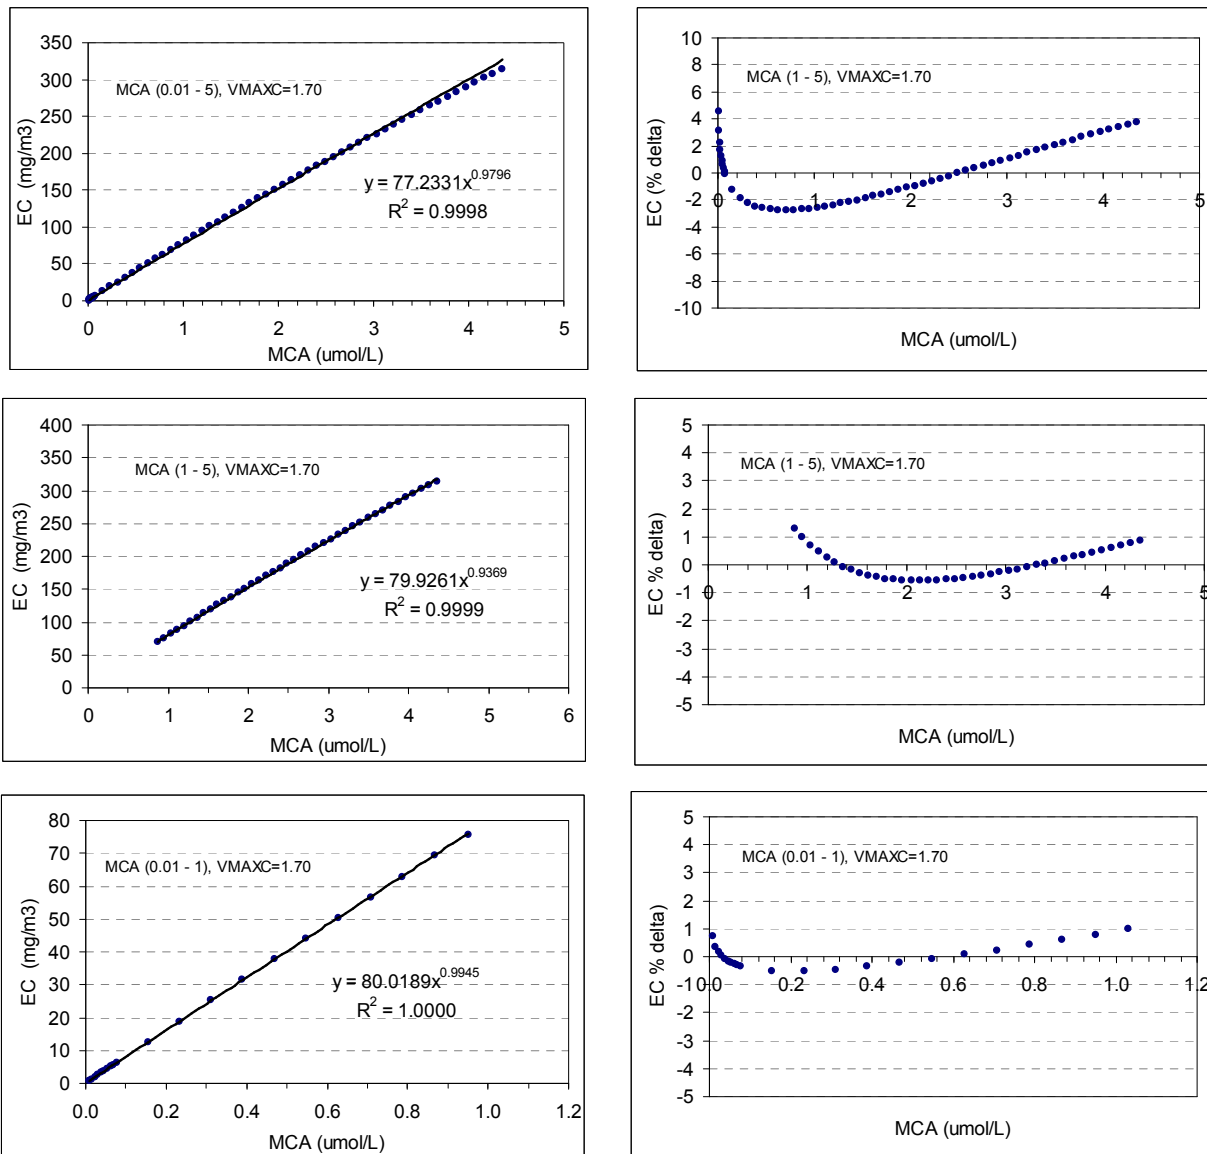 EC (mg/m3)
350
300
250
200
150
100
50
0
MCA (0.01 - 5), VMAXC=1.70
y = 77.2331x^0.9796
R^2 = 0.9998
0 1 2 3 4 5
MCA (umol/L)
EC (% delta)
10
8
6
4
2
0
-2
-4
-6
-8
-10
MCA (1 - 5), VMAXC=1.70
0 1 2 3 4 5
MCA (umol/L)
EC (mg/m3)
400
350
300
250
200
150
100
50
0
MCA (1 - 5), VMAXC=1.70
y = 79.9261x^0.9369
R^2 = 0.9999
0 1 2 3 4 5 6
MCA (umol/L)
EC % delta)
5
4
3
2
1
0
-1
-2
-3
-4
-5
MCA (1 - 5), VMAXC=1.70
0 1 2 3 4 5
MCA (umol/L)
EC (mg/m3)
80
70
60
50
40
30
20
10
0
MCA (0.01 - 1), VMAXC=1.70
y = 80.0189x^0.9945
R^2 = 1.0000
0.0 0.2 0.4 0.6 0.8 1.0 1.2
MCA (umol/L)
EC % delta)
5
4
3
2
1
0
-1
-2
-3
-4
-5
MCA (0.01 - 1), VMAXC=1.70
0.0 0.2 0.4 0.6 0.8 1.0 1.2
MCA (umol/L)